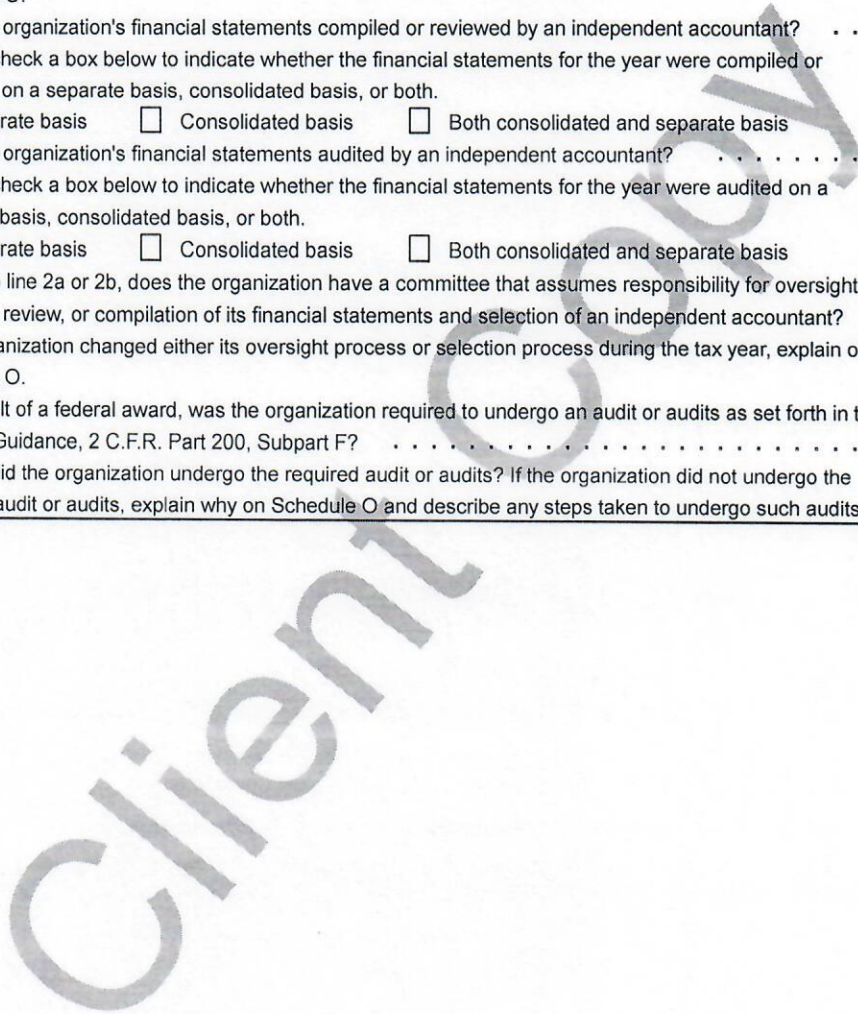 organization's financial statements compiled or reviewed by an independent accountant? . .
heck a box below to indicate whether the financial statements for the year were compiled or
on a separate basis, consolidated basis, or both.
rate basis ☐ Consolidated basis ☐ Both consolidated and separate basis
organization's financial statements audited by an independent accountant? . . . . . . . .
heck a box below to indicate whether the financial statements for the year were audited on a
basis, consolidated basis, or both.
rate basis ☐ Consolidated basis ☐ Both consolidated and separate basis
line 2a or 2b, does the organization have a committee that assumes responsibility for oversight
review, or compilation of its financial statements and selection of an independent accountant?
anization changed either its oversight process or selection process during the tax year, explain o
O.
lt of a federal award, was the organization required to undergo an audit or audits as set forth in t
Guidance, 2 C.F.R. Part 200, Subpart F? . . . . . . . . . . . . . . . . . . . . . . .
id the organization undergo the required audit or audits? If the organization did not undergo the
audit or audits, explain why on Schedule O and describe any steps taken to undergo such audits
Client Copy